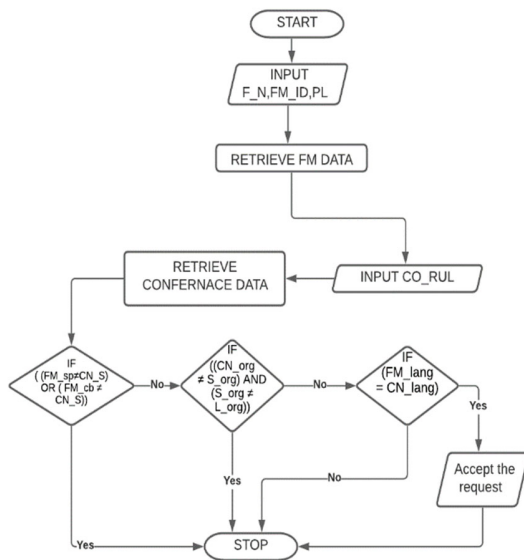 START
INPUT
F_N,FM_ID,PL
RETRIEVE FM DATA
INPUT CO_RUL
RETRIEVE
CONFERNACE DATA
IF
( (FM_sp≠CN_S)
OR ( FM_cb ≠
CN_S))
No
IF
((CN_org
≠ S_org) AND
(S_org ≠
L_org))
No
IF
(FM_lang
= CN_lang)
Yes
Accept the
request
No
Yes
Yes
STOP